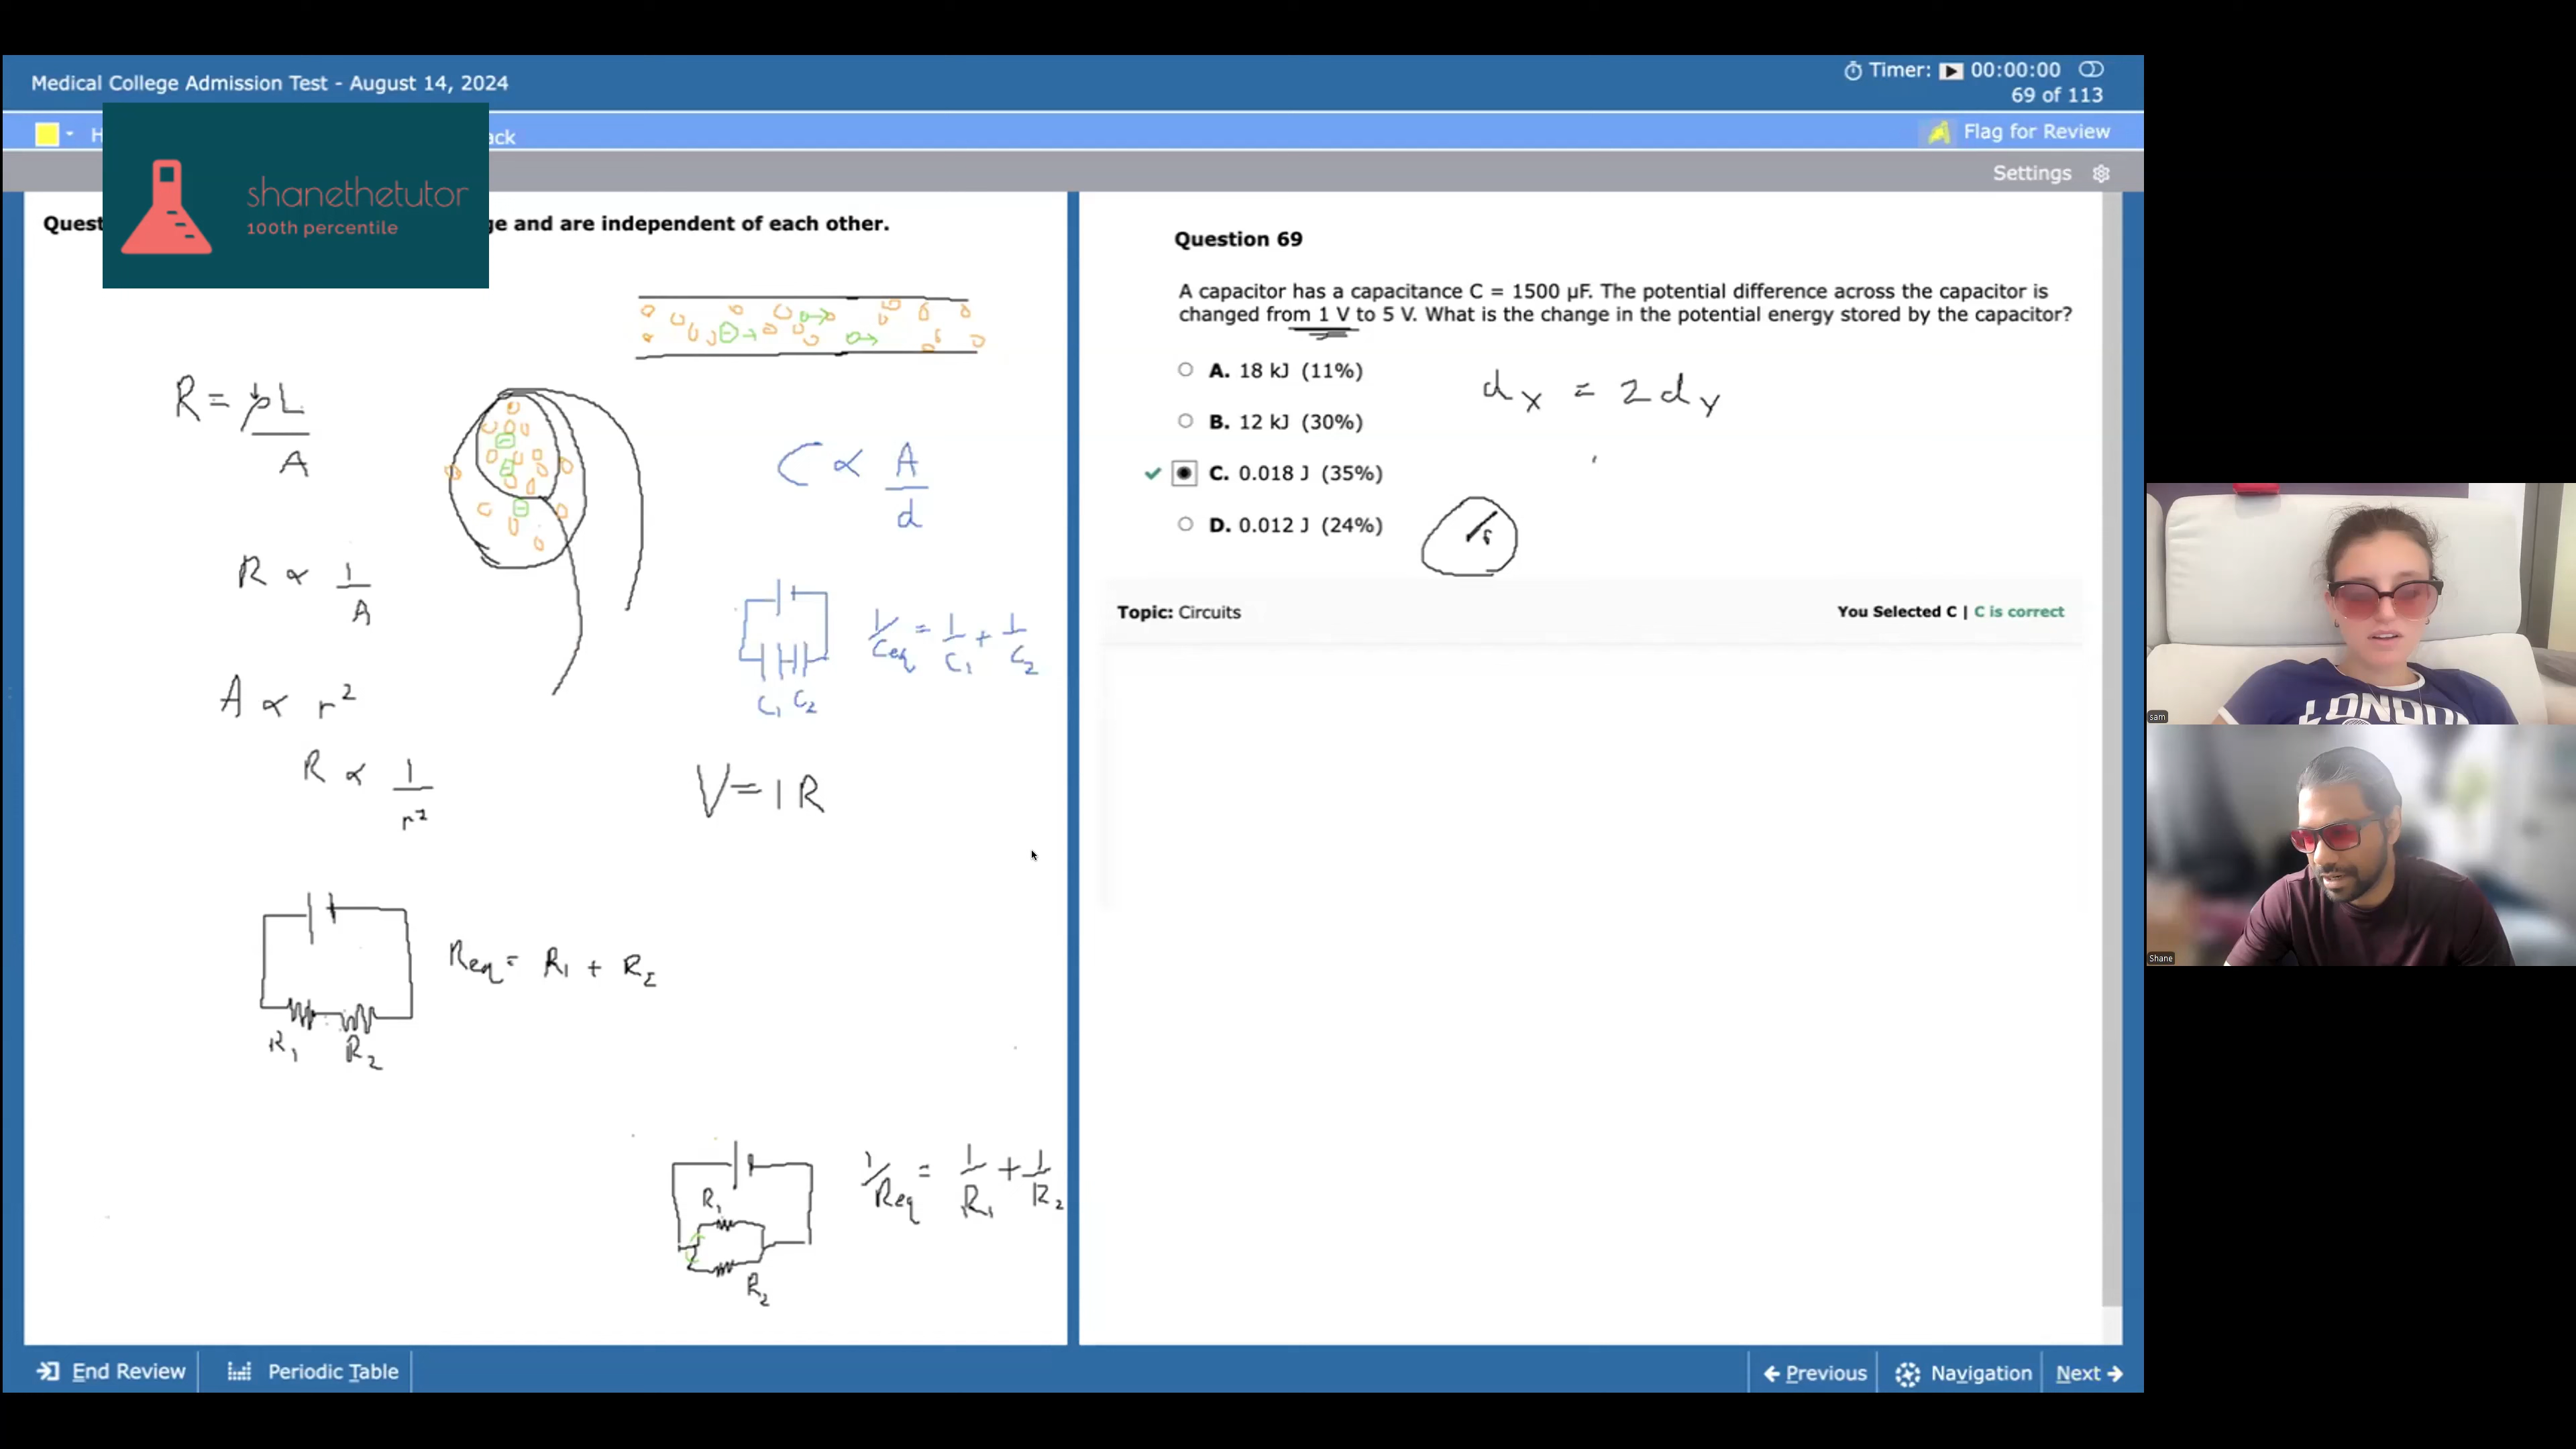 Medical College Admission Test - August 14, 2024
Timer: 00:00:00
69 of 113
H
ack
Flag for Review
Settings
shanethetutor
100th percentile
Quest
ge and are independent of each other.
R = ρL
A
R ∝ 1
A
A ∝ r²
R ∝ 1
r²
C ∝ A
d
1/Ceq = 1/C₁ + 1/C₂
C₁ C₂
V = IR
Req = R₁ + R₂
R₁ R₂
R₁
R₂
1/Req = 1/R₁ + 1/R₂
Question 69
A capacitor has a capacitance C = 1500 µF. The potential difference across the capacitor is
changed from 1 V to 5 V. What is the change in the potential energy stored by the capacitor?
A. 18 kJ (11%)
B. 12 kJ (30%)
C. 0.018 J (35%)
D. 0.012 J (24%)
dx = 2dy
r
Topic: Circuits
You Selected C | C is correct
End Review
Periodic Table
Previous
Navigation
Next
LONDO
sam
Shane